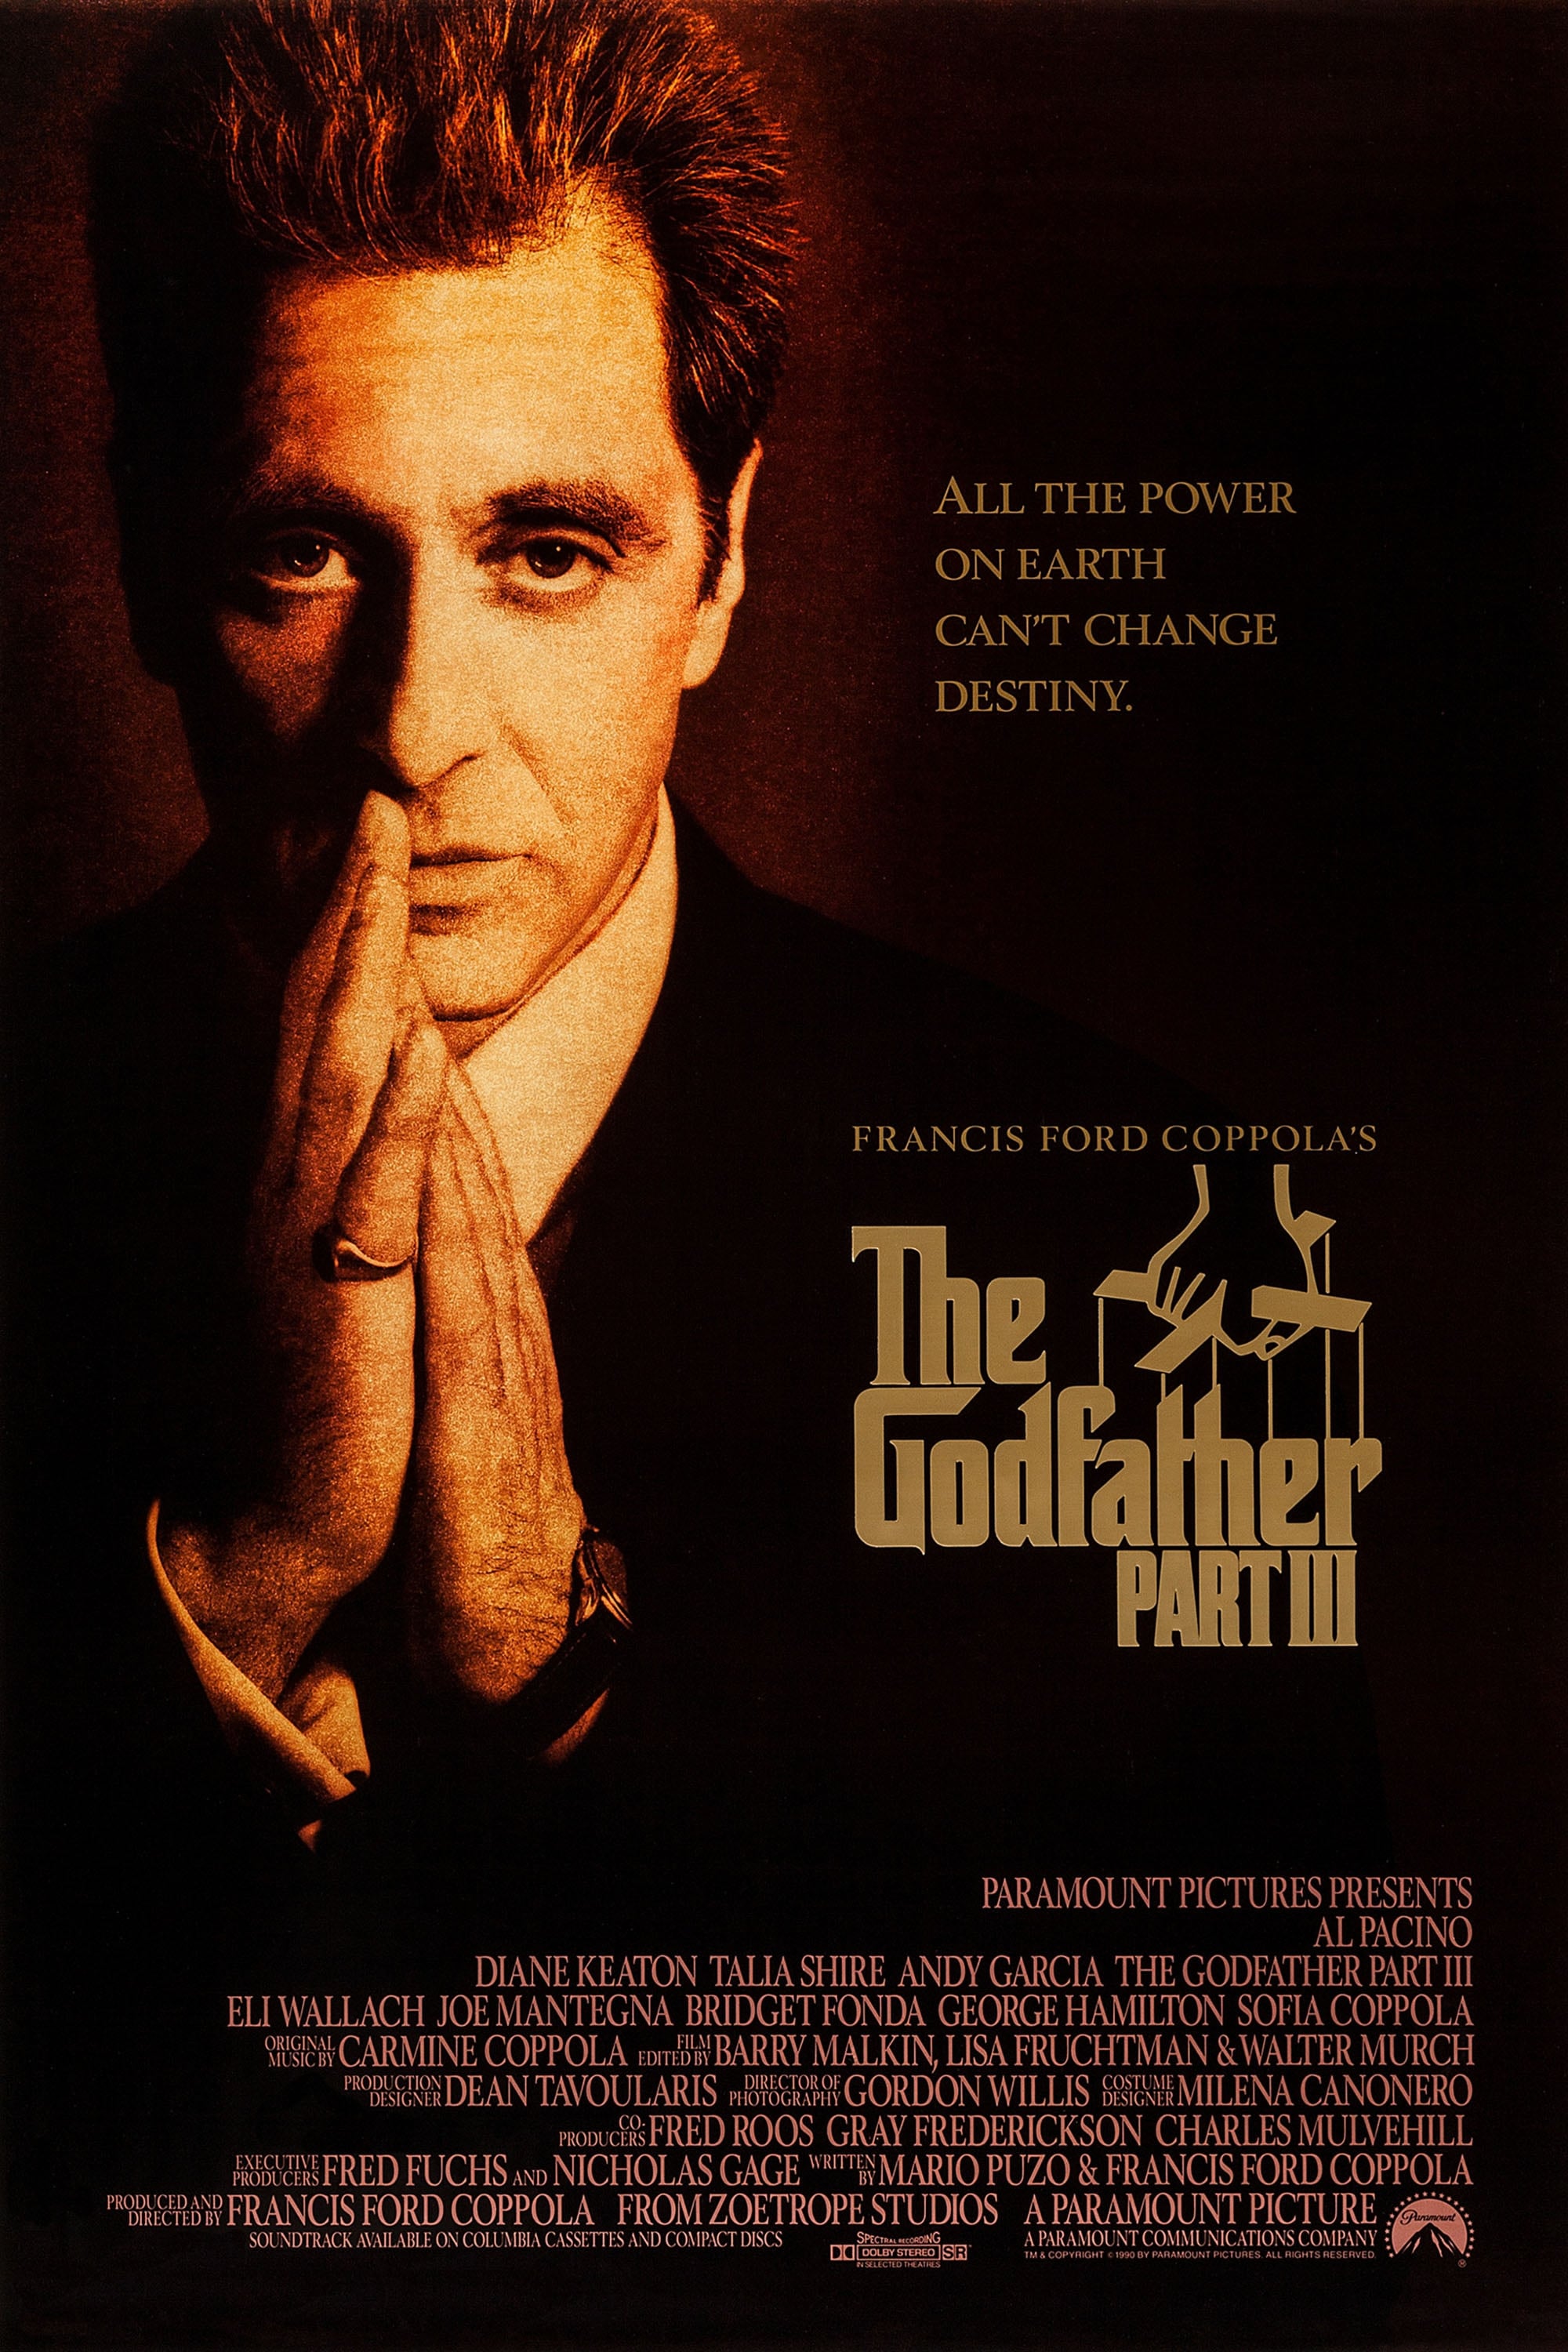 ALL THE POWER
ON EARTH
CAN'T CHANGE
DESTINY.
FRANCIS FORD COPPOLA'S
The
Godfather
PART III
PARAMOUNT PICTURES PRESENTS
AL PACINO
DIANE KEATON TALIA SHIRE ANDY GARCIA THE GODFATHER PART III
ELI WALLACH JOE MANTEGNA BRIDGET FONDA GEORGE HAMILTON SOFIA COPPOLA
ORIGINAL MUSIC BY CARMINE COPPOLA FILM EDITED BY BARRY MALKIN, LISA FRUCHTMAN & WALTER MURCH
PRODUCTION DESIGNER DEAN TAVOULARIS DIRECTOR OF PHOTOGRAPHY GORDON WILLIS COSTUME DESIGNER MILENA CANONERO
CO-PRODUCERS FRED ROOS GRAY FREDERICKSON CHARLES MULVEHILL
EXECUTIVE PRODUCERS FRED FUCHS AND NICHOLAS GAGE WRITTEN BY MARIO PUZO & FRANCIS FORD COPPOLA
PRODUCED AND DIRECTED BY FRANCIS FORD COPPOLA FROM ZOETROPE STUDIOS A PARAMOUNT PICTURE
SOUNDTRACK AVAILABLE ON COLUMBIA CASSETTES AND COMPACT DISCS
SPECTRAL RECORDING
DOLBY STEREO SR
IN SELECTED THEATRES
A PARAMOUNT COMMUNICATIONS COMPANY
TM & COPYRIGHT ©1990 BY PARAMOUNT PICTURES. ALL RIGHTS RESERVED.
Paramount
®